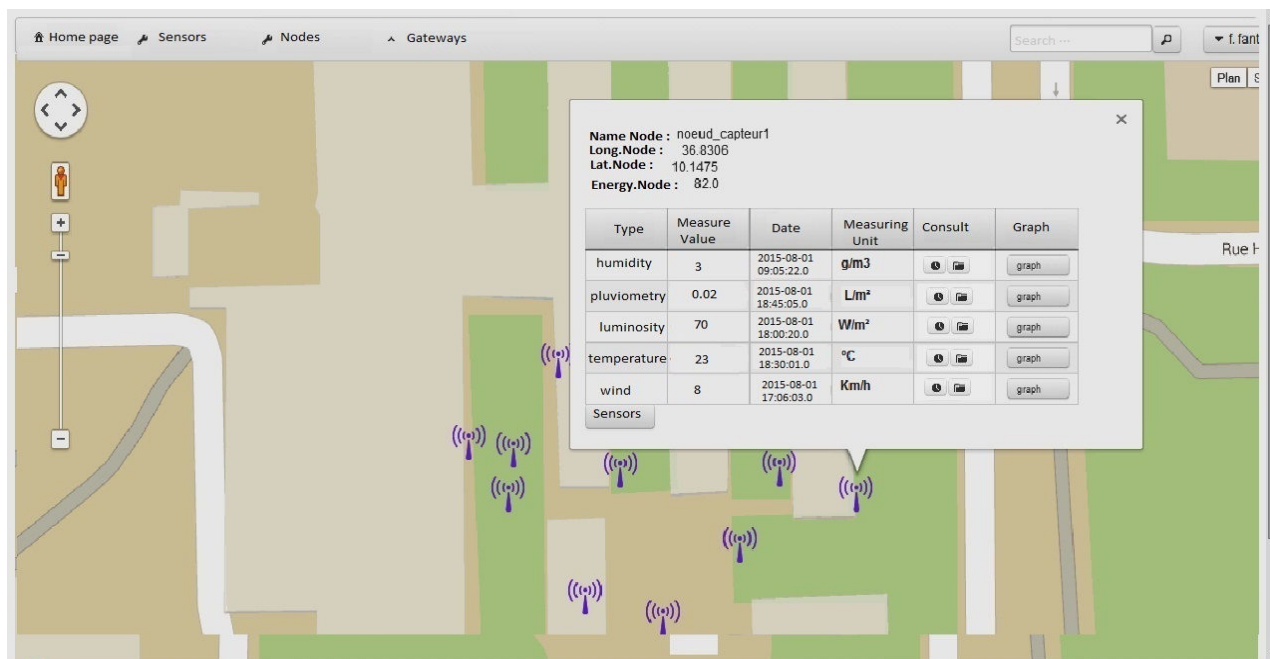 Home page Sensors Nodes Gateways Search ... f. fant
Plan S
Name Node : noeud_capteur1
Long.Node : 36.8306
Lat.Node : 10.1475
Energy.Node : 82.0
Type Measure Value Date Measuring Unit Consult Graph
humidity 3 2015-08-01 09:05:22.0 g/m3 graph
pluviometry 0.02 2015-08-01 18:45:05.0 L/m² graph
luminosity 70 2015-08-01 18:00:20.0 W/m² graph
temperature 23 2015-08-01 18:30:01.0 °C graph
wind 8 2015-08-01 17:06:03.0 Km/h graph
Sensors
Rue H